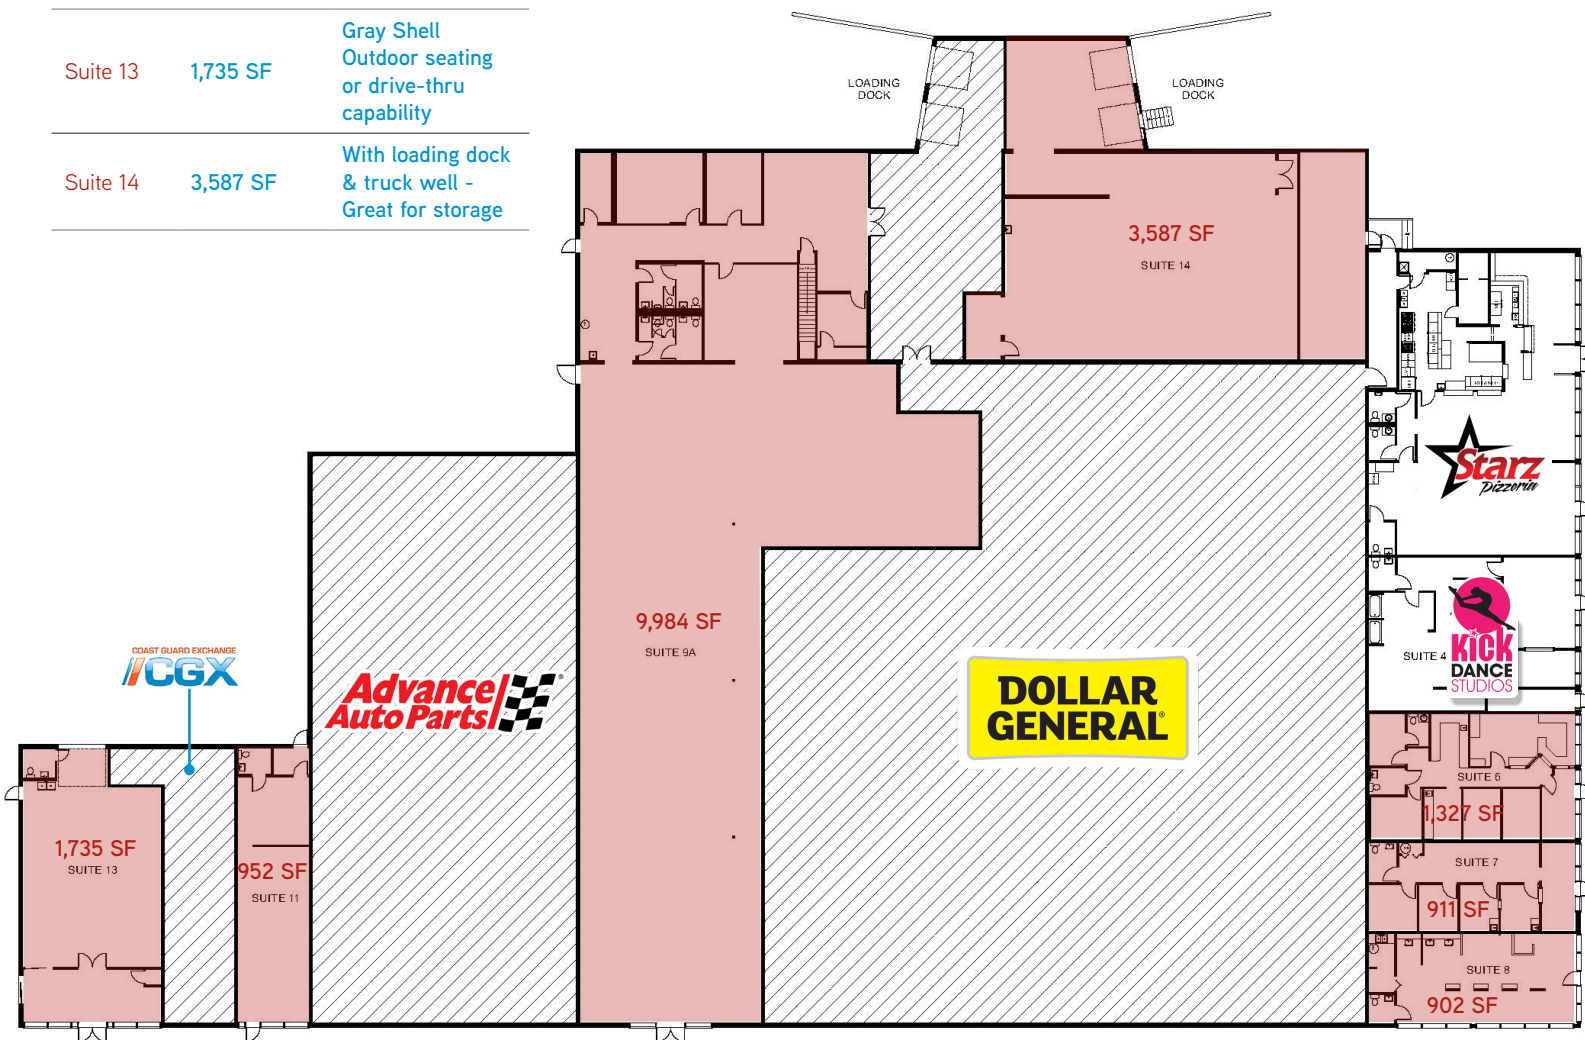 Suite 13
1,735 SF
Gray Shell
Outdoor seating
or drive-thru
capability
Suite 14
3,587 SF
With loading dock
& truck well -
Great for storage
LOADING
DOCK
LOADING
DOCK
3,587 SF
SUITE 14
Starz
Pizzeria
9,984 SF
SUITE 9A
COAST GUARD EXCHANGE
CGX
Advance
Auto Parts
DOLLAR
GENERAL
SUITE 4
KICK
DANCE
STUDIOS
SUITE 6
1,327 SF
1,735 SF
SUITE 13
952 SF
SUITE 11
SUITE 7
911 SF
SUITE 8
902 SF